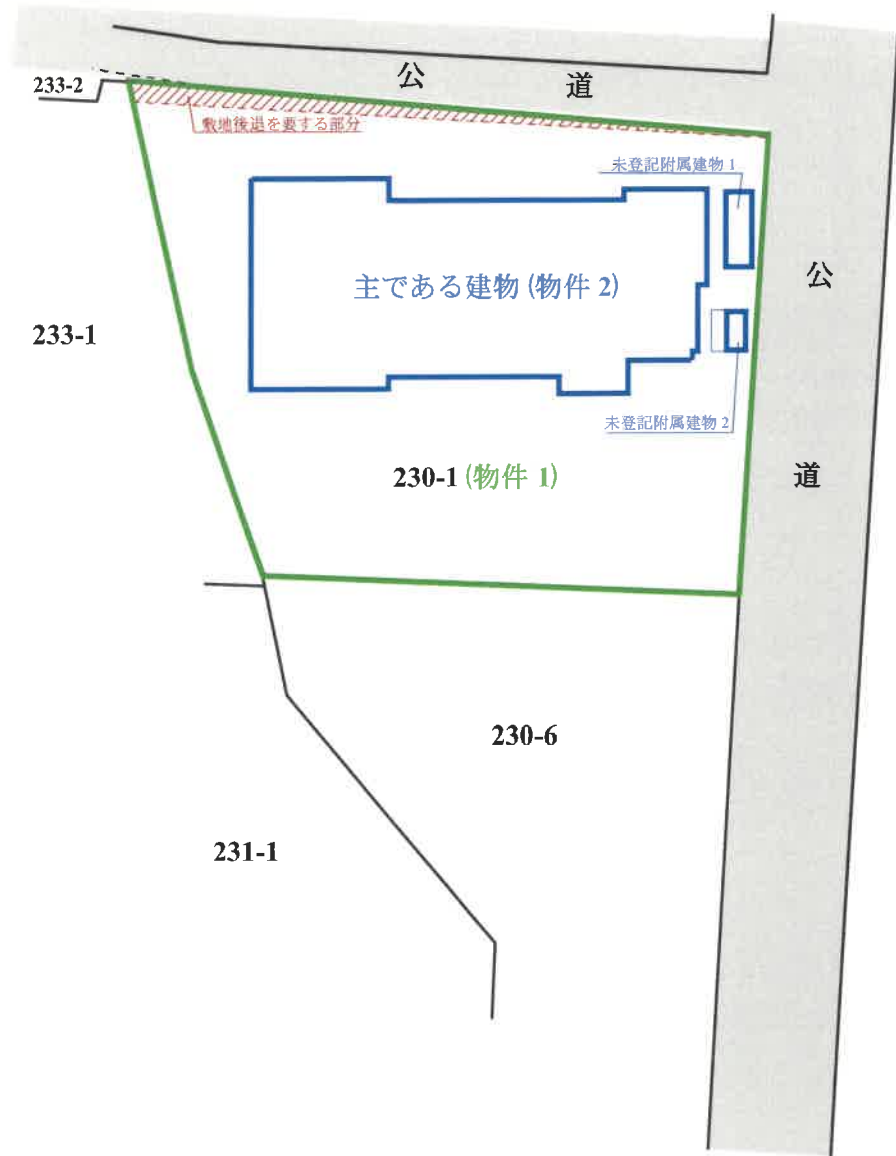 公 道
233-2
敷地後退を要する部分
未登記附属建物 1
主である建物 (物件 2)
公
道
233-1
未登記附属建物 2
230-1 (物件 1)
230-6
231-1